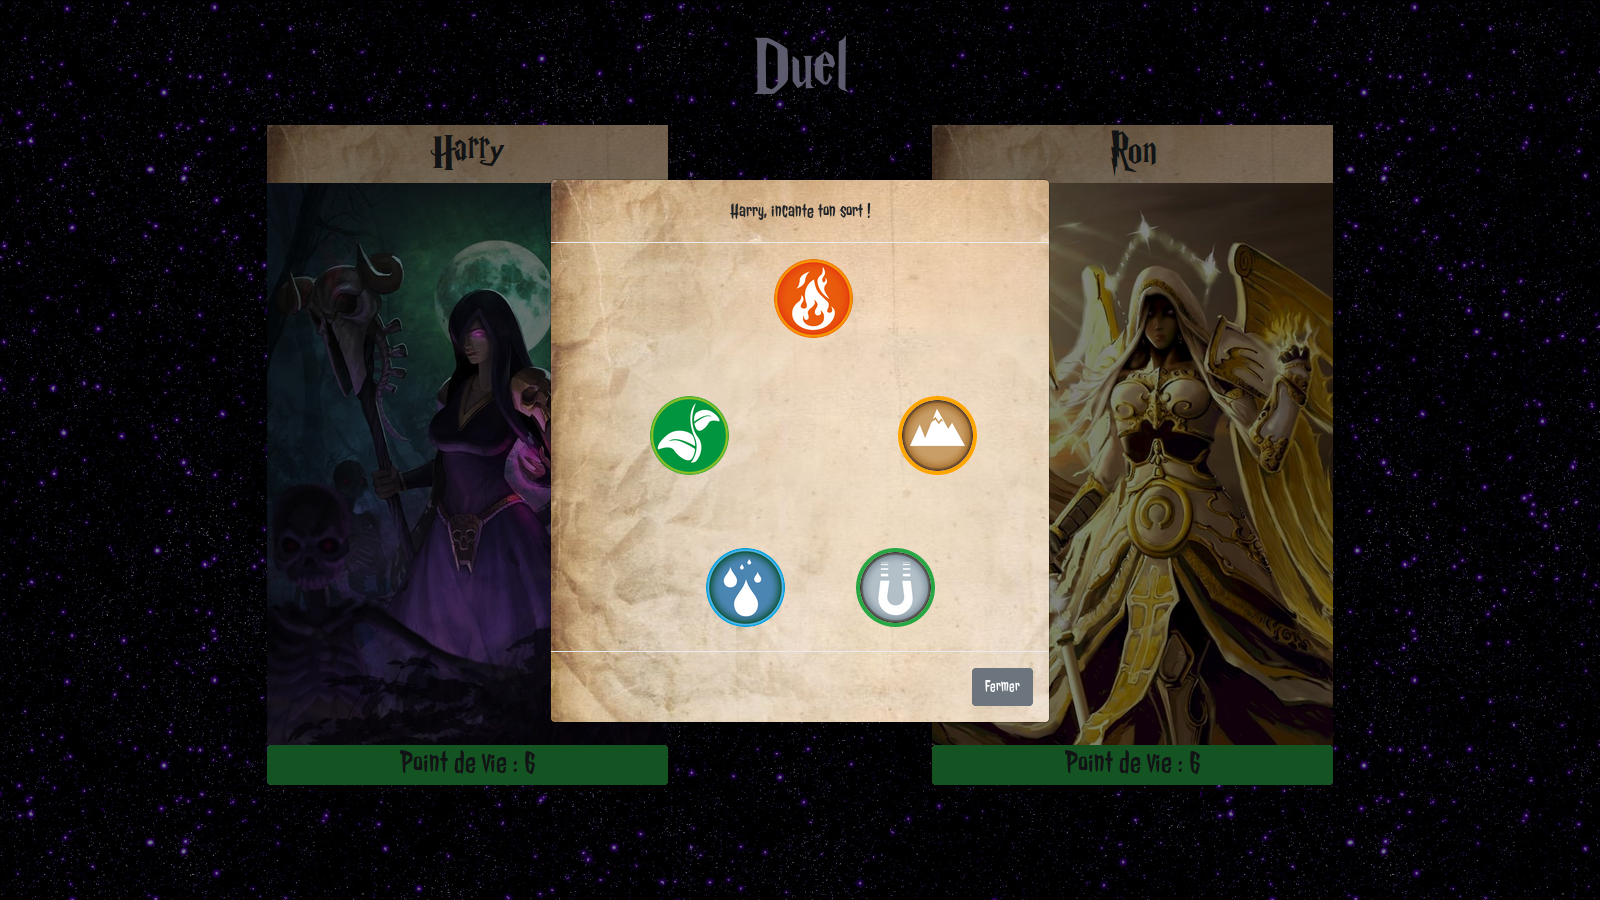 Duel
Harry
Ron
Harry, incante ton sort !
Fermer
Point de vie : 6
Point de vie : 6